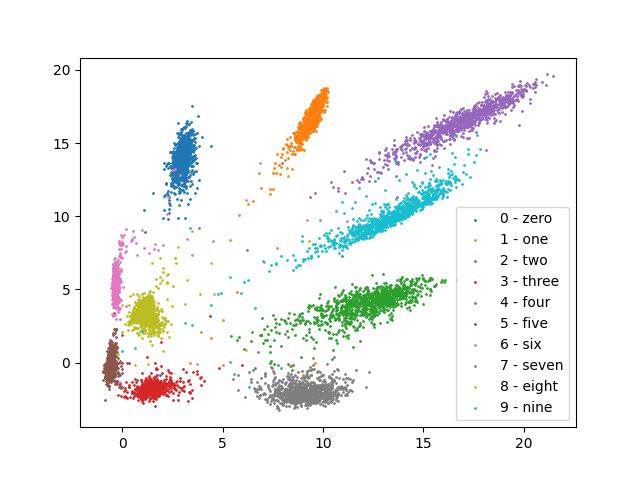 20
15
10
5
0
0
5
10
15
20
0 - zero
1 - one
2 - two
3 - three
4 - four
5 - five
6 - six
7 - seven
8 - eight
9 - nine